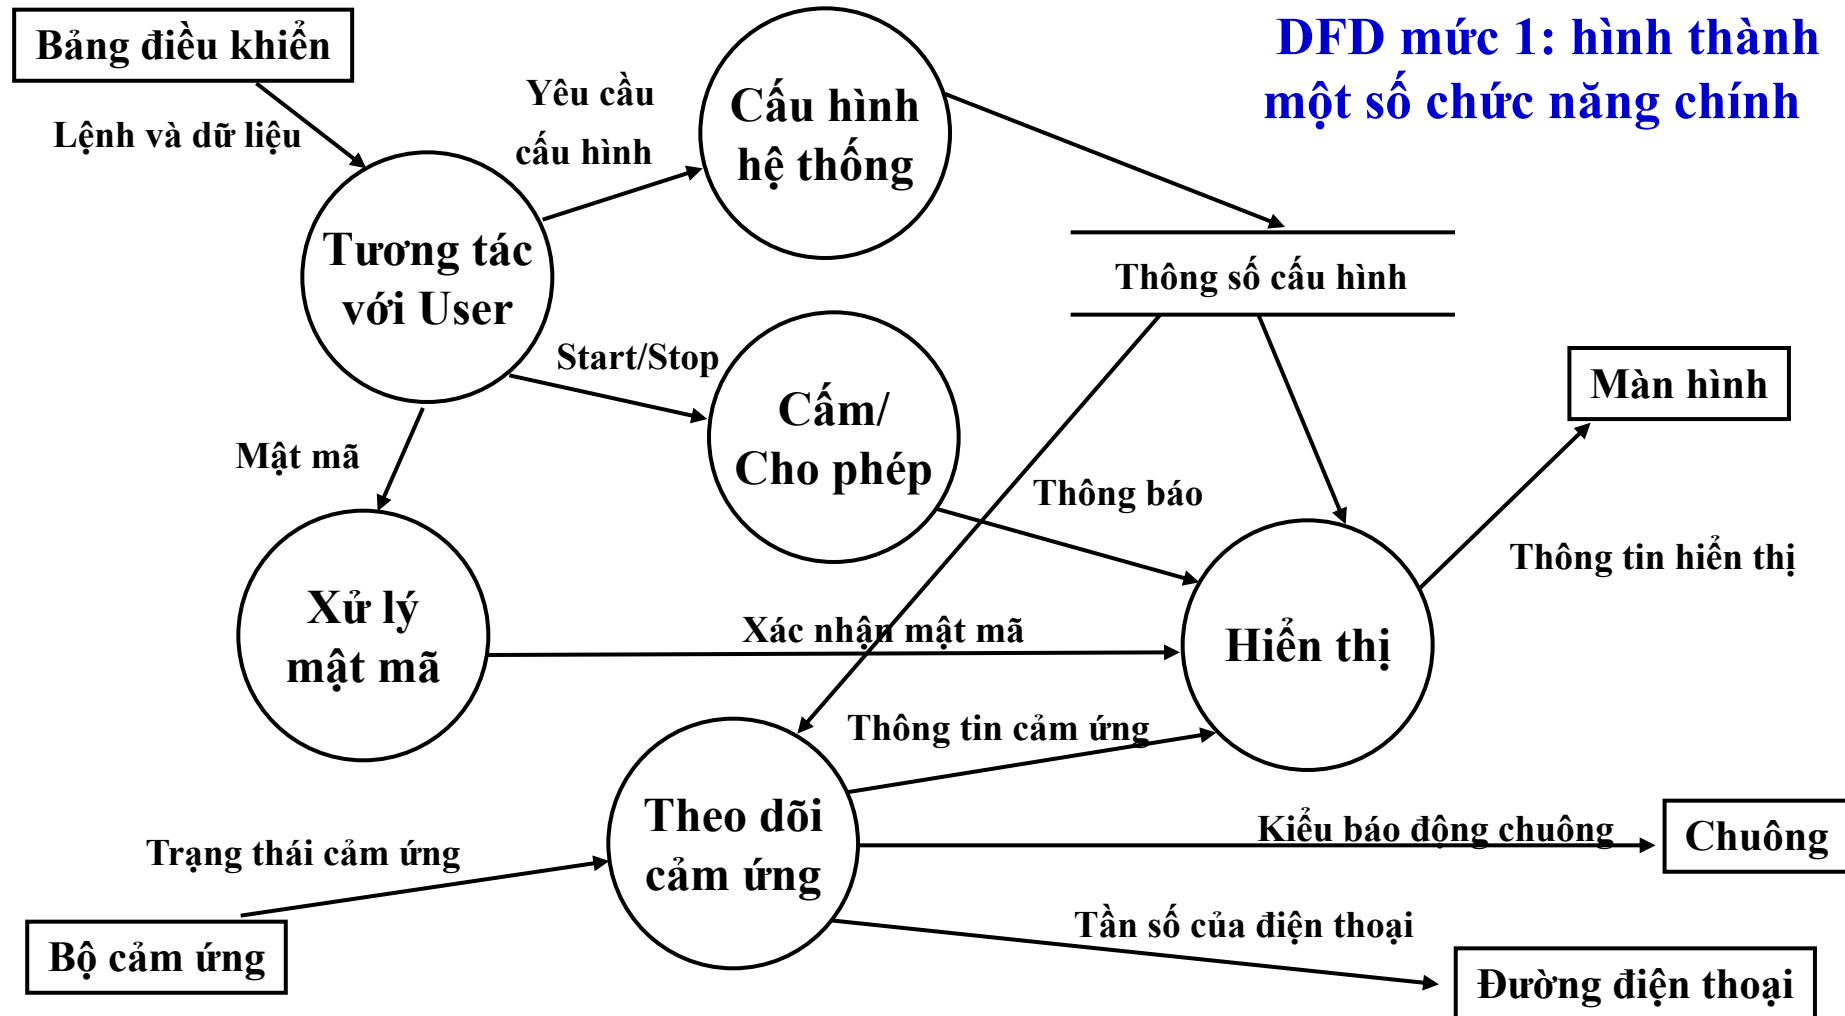 DFD mức 1: hình thành
một số chức năng chính
Bảng điều khiển
Lệnh và dữ liệu
Yêu cầu
cấu hình
Cấu hình
hệ thống
Tương tác
với User
Thông số cấu hình
Start/Stop
Cấm/
Cho phép
Màn hình
Mật mã
Thông báo
Thông tin hiển thị
Xử lý
mật mã
Xác nhận mật mã
Hiển thị
Thông tin cảm ứng
Theo dõi
cảm ứng
Kiểu báo động chuông
Chuông
Trạng thái cảm ứng
Tần số của điện thoại
Bộ cảm ứng
Đường điện thoại